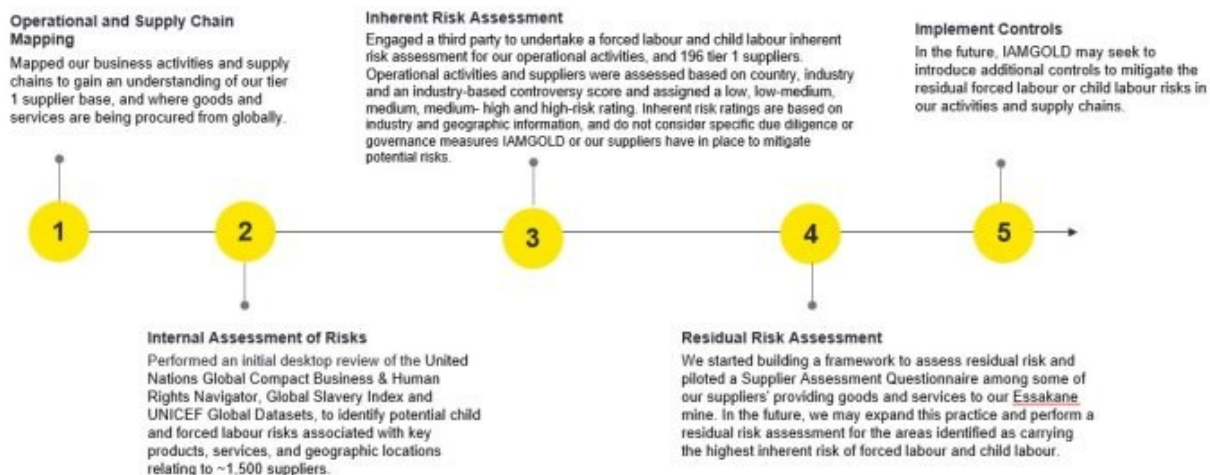 Operational and Supply Chain
Mapping
Mapped our business activities and supply
chains to gain an understanding of our tier
1 supplier base, and where goods and
services are being procured from globally.
Inherent Risk Assessment
Engaged a third party to undertake a forced labour and child labour inherent
risk assessment for our operational activities, and 196 tier 1 suppliers.
Operational activities and suppliers were assessed based on country, industry
and an industry-based controversy score and assigned a low, low-medium,
medium, medium- high and high-risk rating. Inherent risk ratings are based on
industry and geographic information, and do not consider specific due diligence or
governance measures IAMGOLD or our suppliers have in place to mitigate
potential risks.
Implement Controls
In the future, IAMGOLD may seek to
introduce additional controls to mitigate the
residual forced labour or child labour risks in
our activities and supply chains.
1
2
3
4
5
Internal Assessment of Risks
Performed an initial desktop review of the United
Nations Global Compact Business & Human
Rights Navigator, Global Slavery Index and
UNICEF Global Datasets, to identify potential child
and forced labour risks associated with key
products, services, and geographic locations
relating to ~1,500 suppliers.
Residual Risk Assessment
We started building a framework to assess residual risk and
piloted a Supplier Assessment Questionnaire among some of
our suppliers' providing goods and services to our Essakane
mine. In the future, we may expand this practice and perform a
residual risk assessment for the areas identified as carrying
the highest inherent risk of forced labour and child labour.